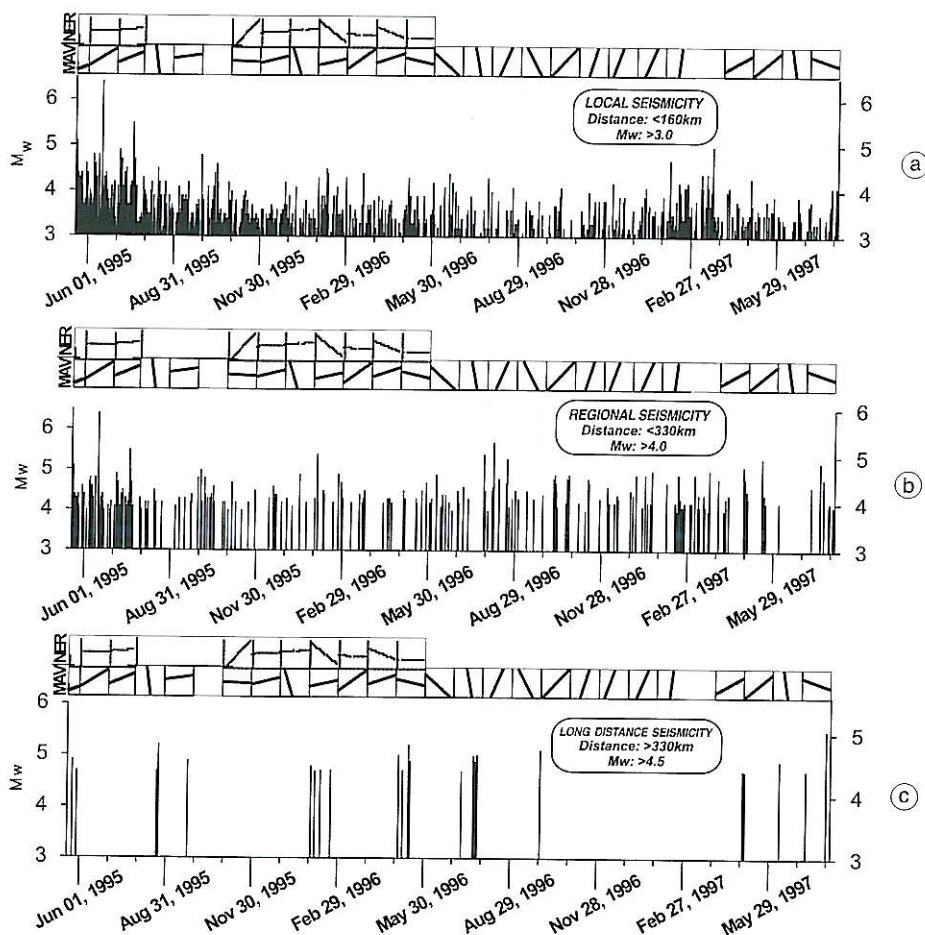 MAV NER
LOCAL SEISMICITY
Distance: <160km
Mw: >3.0
Mw
6
5
4
3
6
5
4
3
a
Jun 01, 1995
Aug 31, 1995
Nov 30, 1995
Feb 29, 1996
May 30, 1996
Aug 29, 1996
Nov 28, 1996
Feb 27, 1997
May 29, 1997
MAV NER
REGIONAL SEISMICITY
Distance: <330km
Mw: >4.0
Mw
6
5
4
3
6
5
4
3
b
Jun 01, 1995
Aug 31, 1995
Nov 30, 1995
Feb 29, 1996
May 30, 1996
Aug 29, 1996
Nov 28, 1996
Feb 27, 1997
May 29, 1997
MAV NER
LONG DISTANCE SEISMICITY
Distance: >330km
Mw: >4.5
Mw
6
5
4
3
5
4
3
c
Jun 01, 1995
Aug 31, 1995
Nov 30, 1995
Feb 29, 1996
May 30, 1996
Aug 29, 1996
Nov 28, 1996
Feb 27, 1997
May 29, 1997